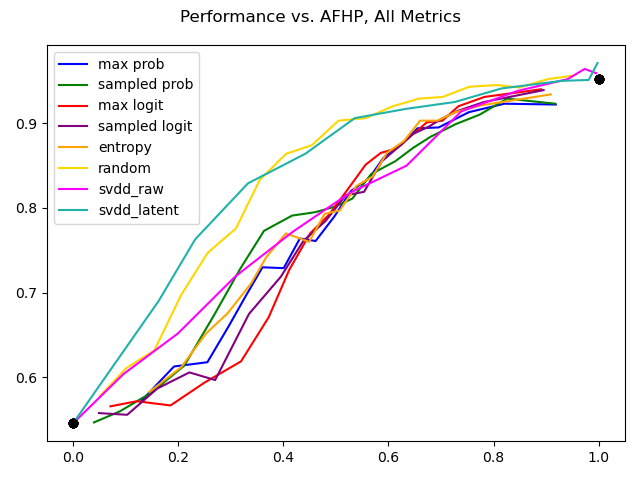 Performance vs. AFHP, All Metrics
max prob
sampled prob
max logit
sampled logit
entropy
random
svdd_raw
svdd_latent
0.9
0.8
0.7
0.6
0.0 0.2 0.4 0.6 0.8 1.0